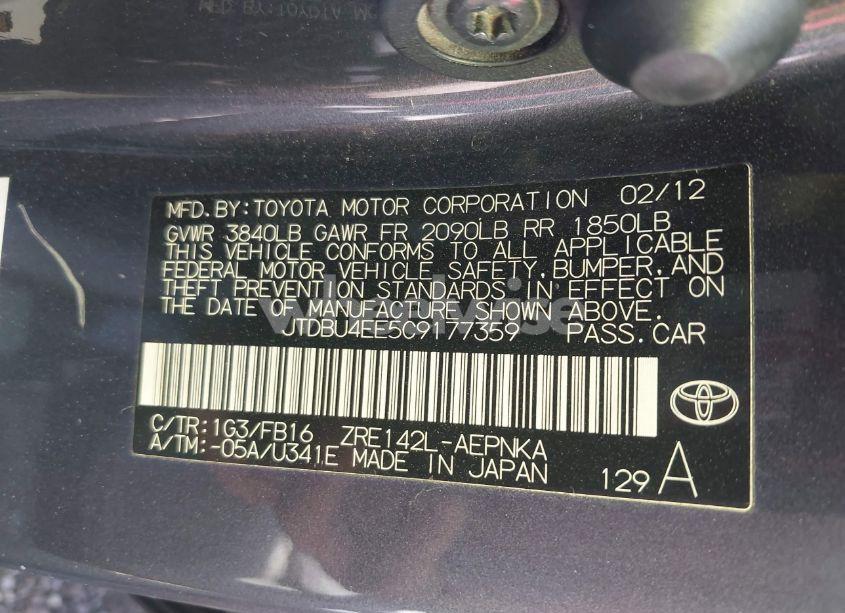 MFD. BY: TOYOTA MOTOR CORPORATION 02/12
GVWR 3840LB GAWR FR 2090LB RR 1850LB
THIS VEHICLE CONFORMS TO ALL APPLICABLE
FEDERAL MOTOR VEHICLE SAFETY, BUMPER, AND
THEFT PREVENTION STANDARDS IN EFFECT ON
THE DATE OF MANUFACTURE SHOWN ABOVE.
JTDBU4EE5C9177359 PASS. CAR
C/TR: 1G3/FB16 ZRE142L-AEPNKA
A/TM: -05A/U341E MADE IN JAPAN
129 A